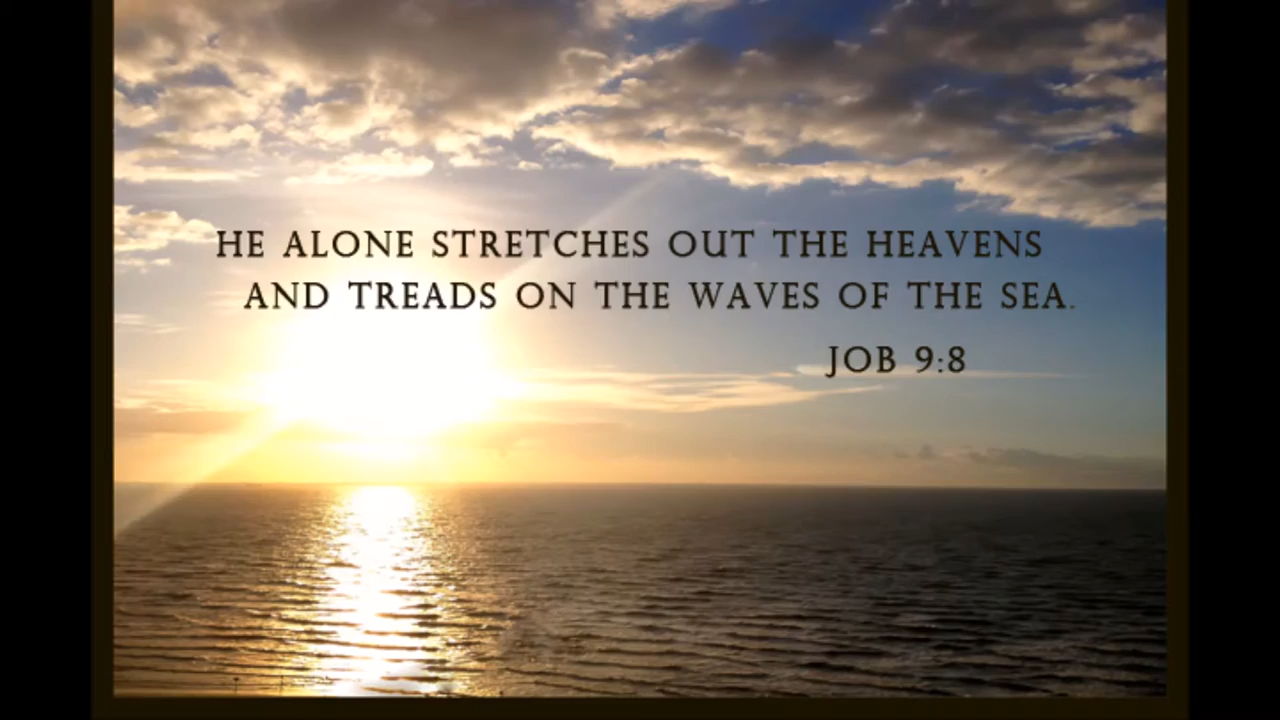 HE ALONE STRETCHES OUT THE HEAVENS
AND TREADS ON THE WAVES OF THE SEA.
JOB 9:8